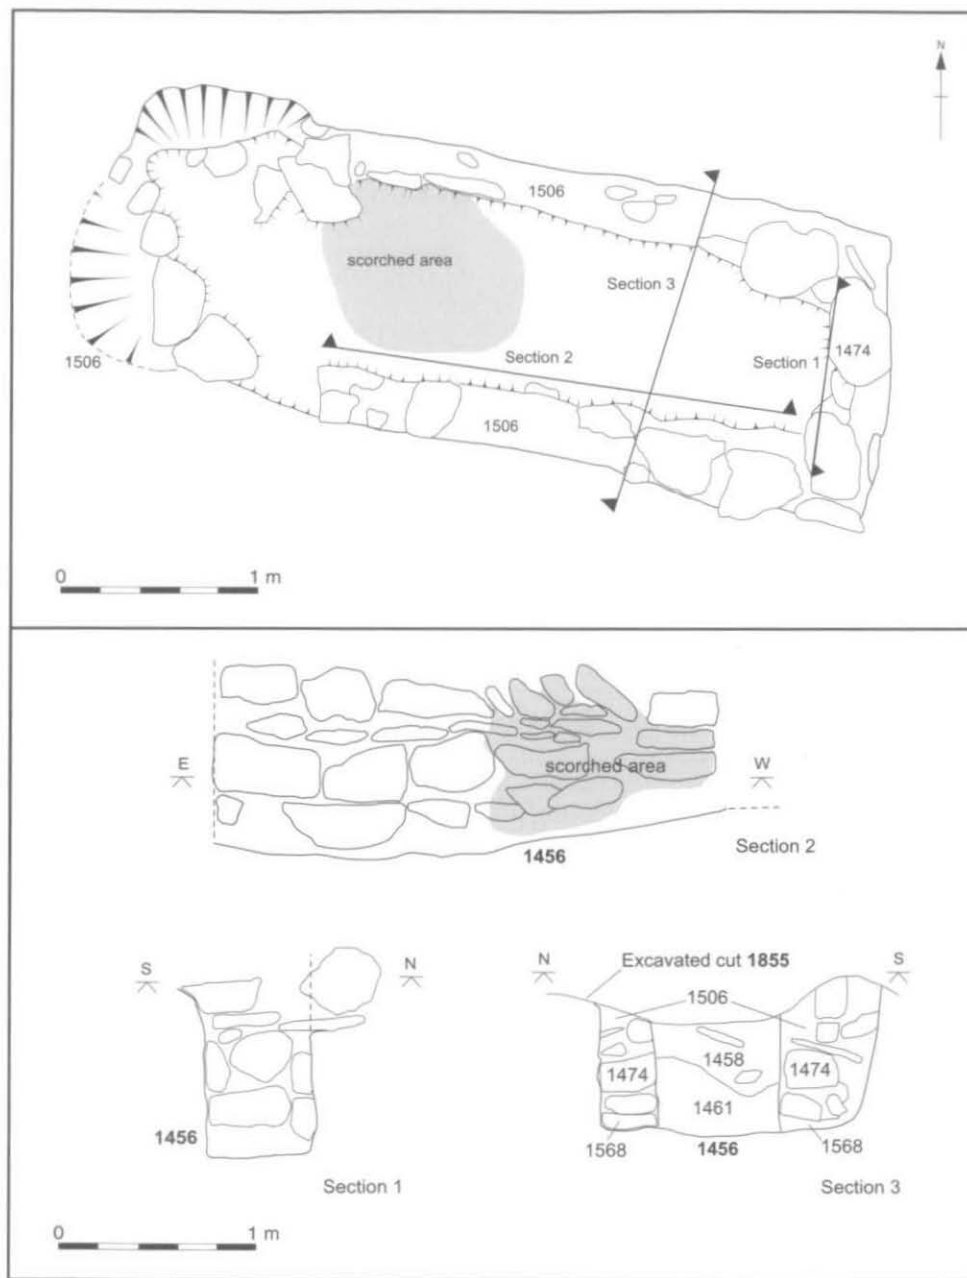 N
1506
scorched area
Section 3
Section 2
Section 1
1474
1506
1506
0 1 m
E
scorched area
W
1456
Section 2
S
N
N
Excavated cut 1855
S
1506
1458
1474
1474
1461
1456
1568
1456
1568
Section 1
Section 3
0 1 m